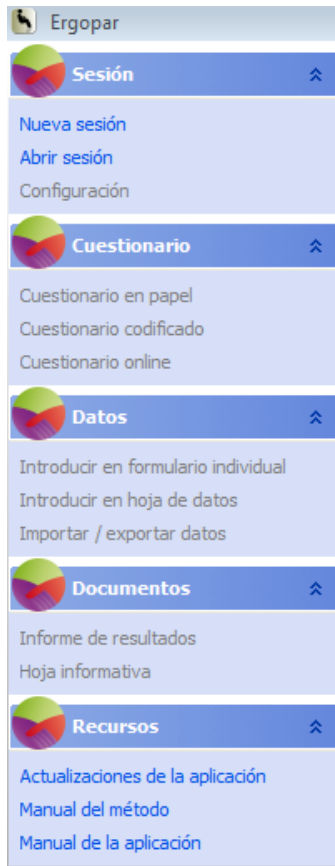 Ergopar
Sesión
Nueva sesión
Abrir sesión
Configuración
Cuestionario
Cuestionario en papel
Cuestionario codificado
Cuestionario online
Datos
Introducir en formulario individual
Introducir en hoja de datos
Importar / exportar datos
Documentos
Informe de resultados
Hoja informativa
Recursos
Actualizaciones de la aplicación
Manual del método
Manual de la aplicación